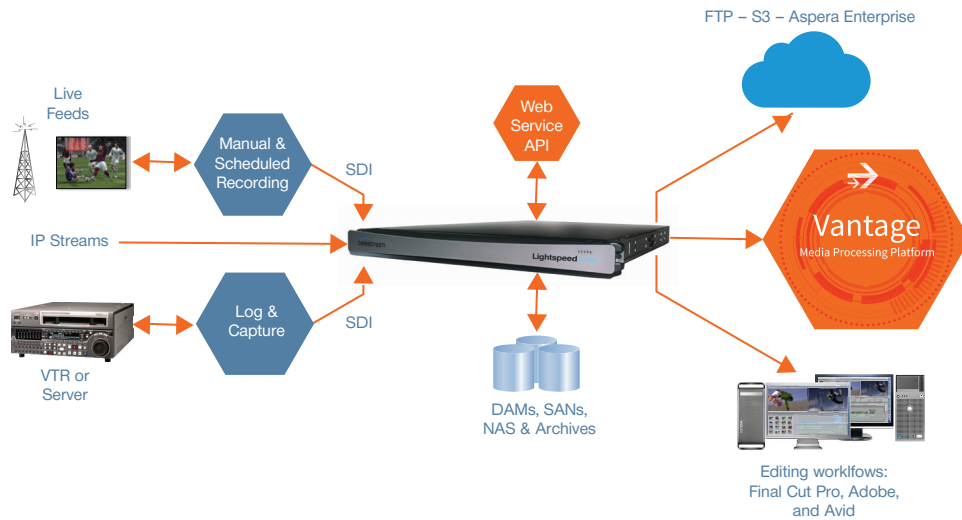 FTP – S3 – Aspera Enterprise
Live
Feeds
Manual &
Scheduled
Recording
SDI
Web
Service
API
Vantage
Media Processing Platform
IP Streams
telestream
Lightspeed
Log &
Capture
SDI
VTR or
Server
DAMs, SANs,
NAS & Archives
Editing worklfows:
Final Cut Pro, Adobe,
and Avid